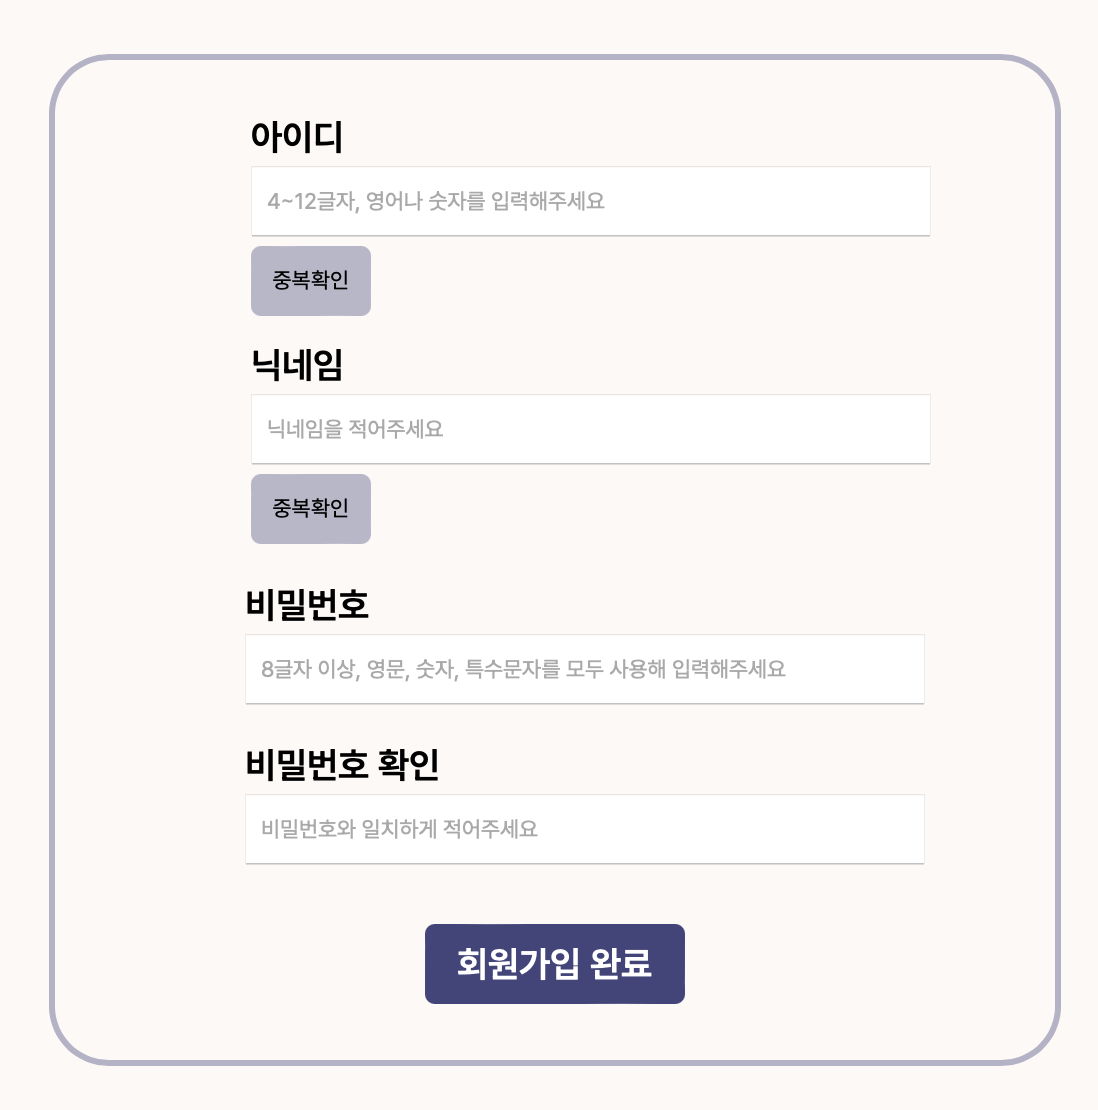 아이디
4~12글자, 영어나 숫자를 입력해주세요
중복확인
닉네임
닉네임을 적어주세요
중복확인
비밀번호
8글자 이상, 영문, 숫자, 특수문자를 모두 사용해 입력해주세요
비밀번호 확인
비밀번호와 일치하게 적어주세요
회원가입 완료